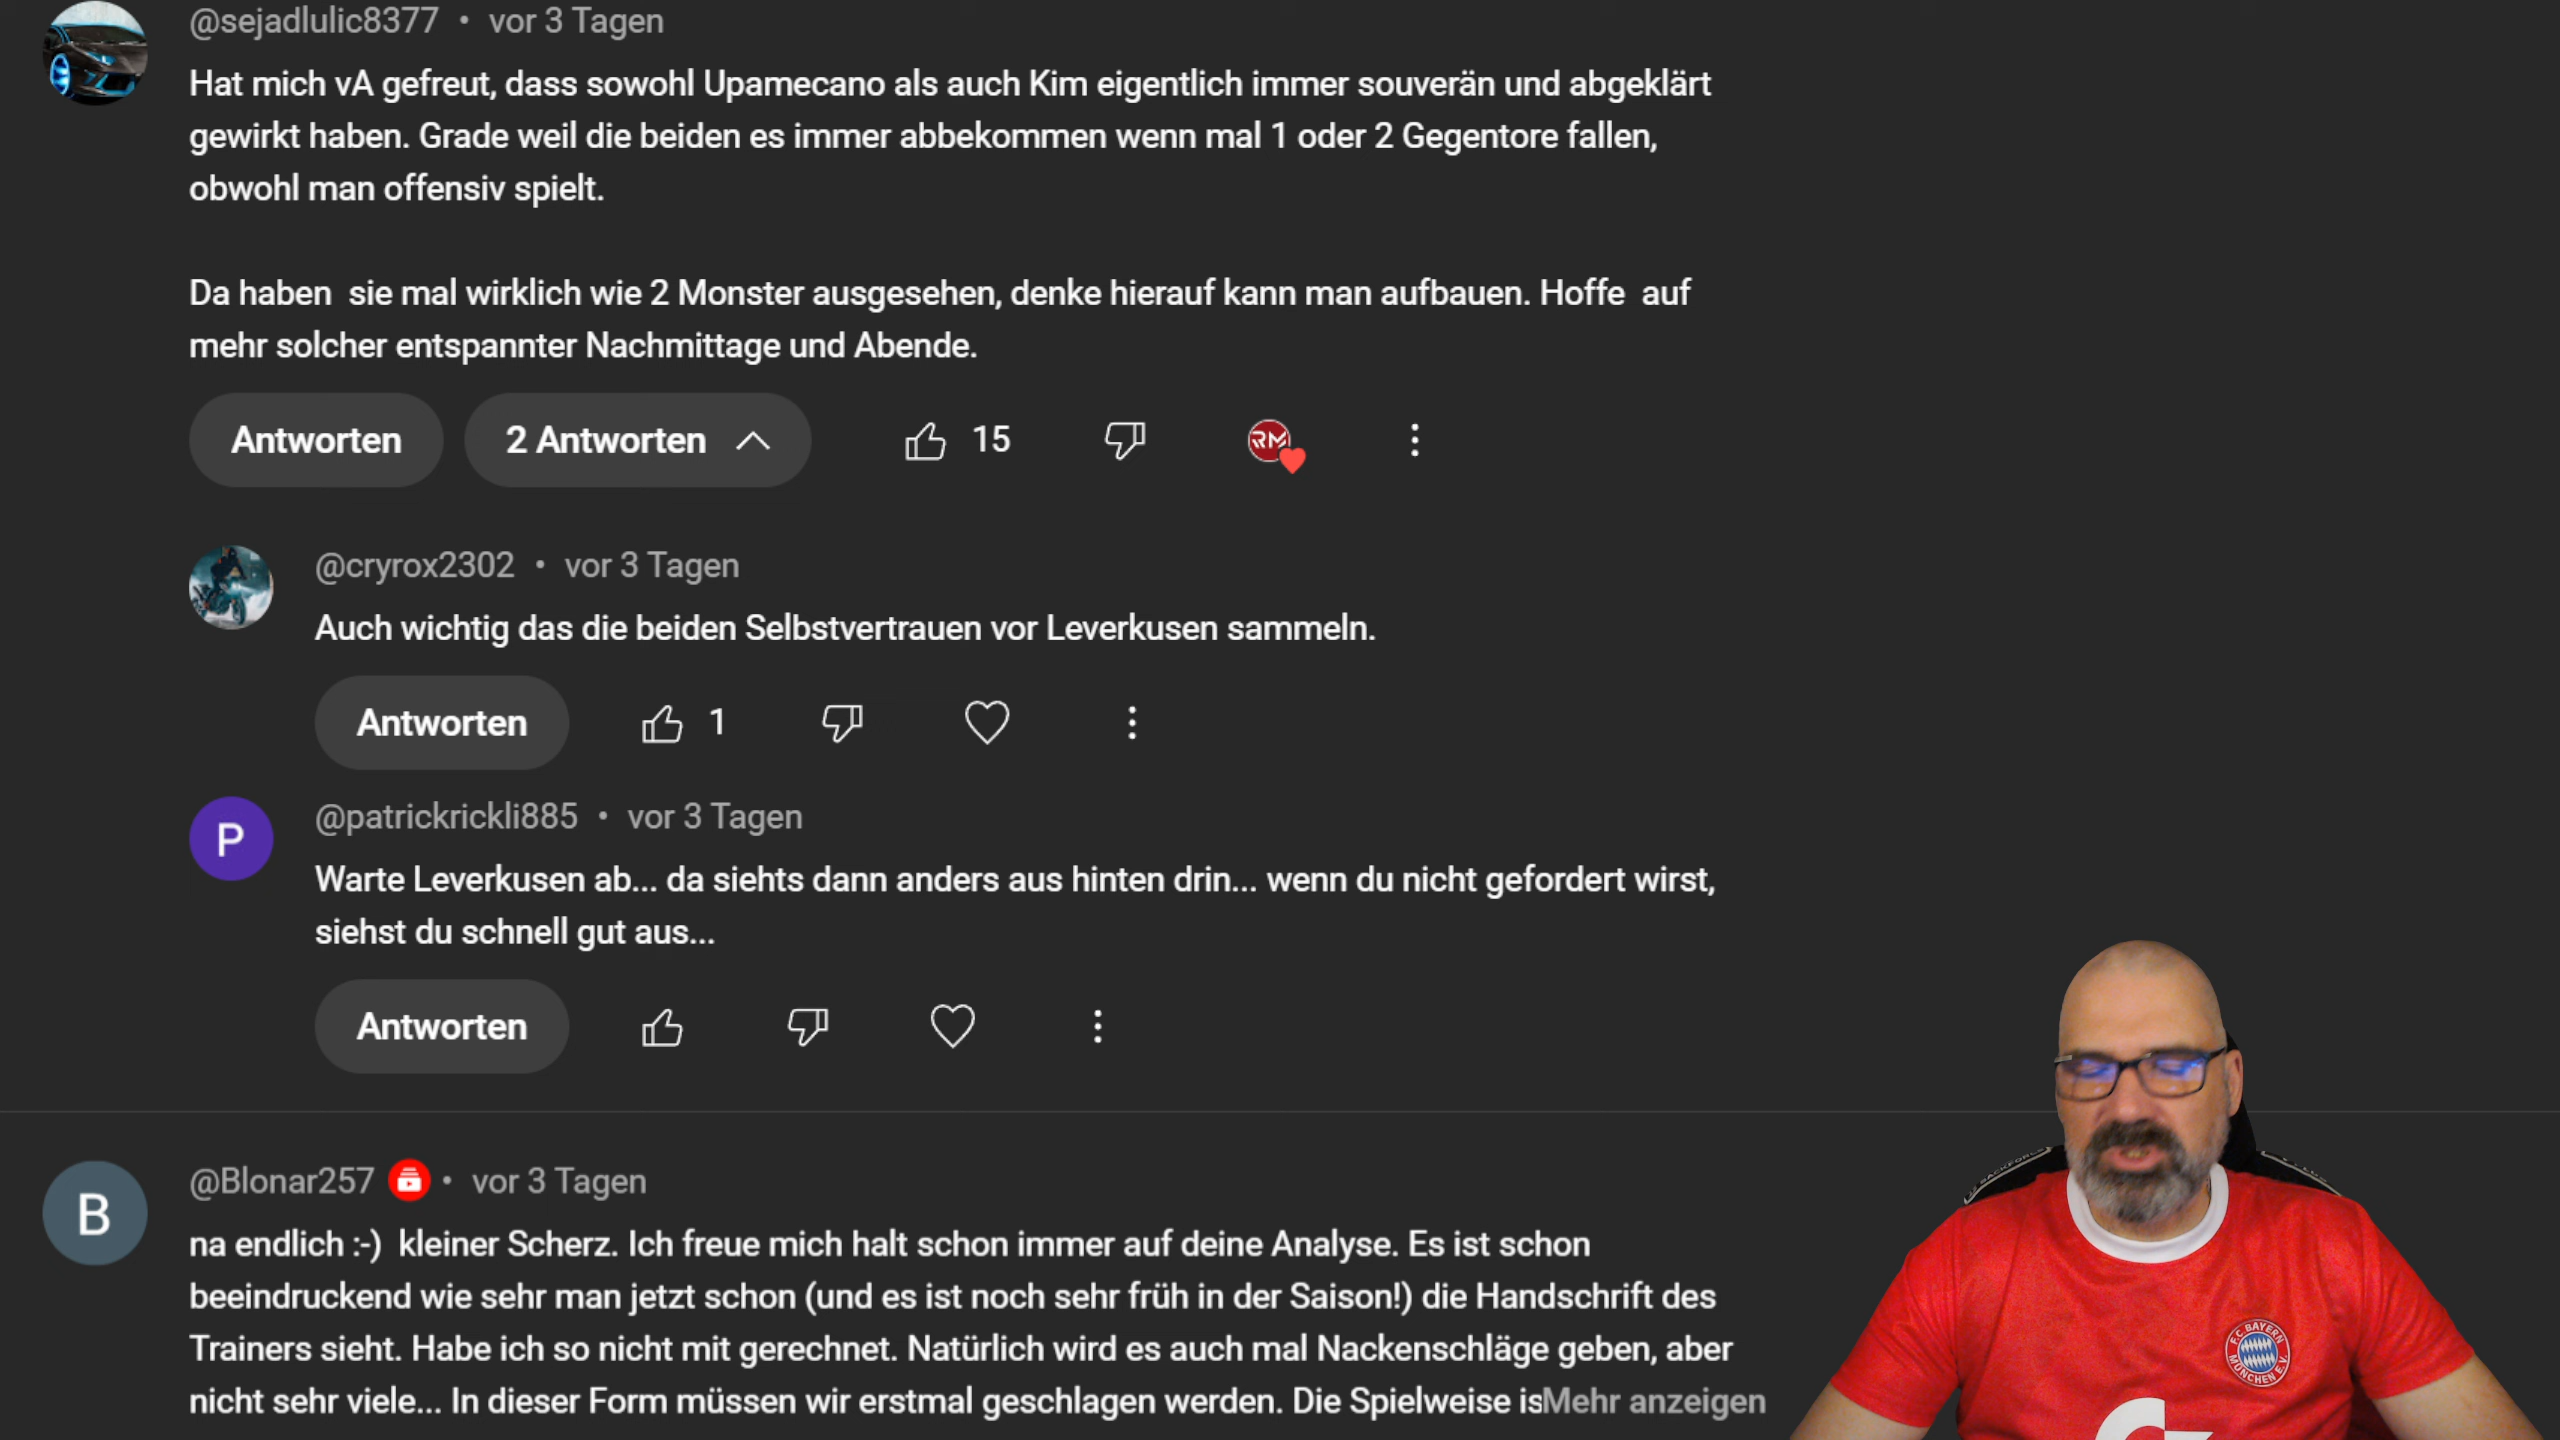 @sejadlulic8377 • vor 3 Tagen
Hat mich vA gefreut, dass sowohl Upamecano als auch Kim eigentlich immer souverän und abgeklärt
gewirkt haben. Grade weil die beiden es immer abbekommen wenn mal 1 oder 2 Gegentore fallen,
obwohl man offensiv spielt.
Da haben  sie mal wirklich wie 2 Monster ausgesehen, denke hierauf kann man aufbauen. Hoffe  auf
mehr solcher entspannter Nachmittage und Abende.
Antworten 2 Antworten 15 RM
@cryrox2302 • vor 3 Tagen
Auch wichtig das die beiden Selbstvertrauen vor Leverkusen sammeln.
Antworten 1
P
@patrickrickli885 • vor 3 Tagen
Warte Leverkusen ab... da siehts dann anders aus hinten drin... wenn du nicht gefordert wirst,
siehst du schnell gut aus...
Antworten
B
@Blonar257 • vor 3 Tagen
na endlich :-)  kleiner Scherz. Ich freue mich halt schon immer auf deine Analyse. Es ist schon
beeindruckend wie sehr man jetzt schon (und es ist noch sehr früh in der Saison!) die Handschrift des
Trainers sieht. Habe ich so nicht mit gerechnet. Natürlich wird es auch mal Nackenschläge geben, aber
nicht sehr viele... In dieser Form müssen wir erstmal geschlagen werden. Die Spielweise is Mehr anzeigen
FC BAYERN
MÜNCHEN E.V.